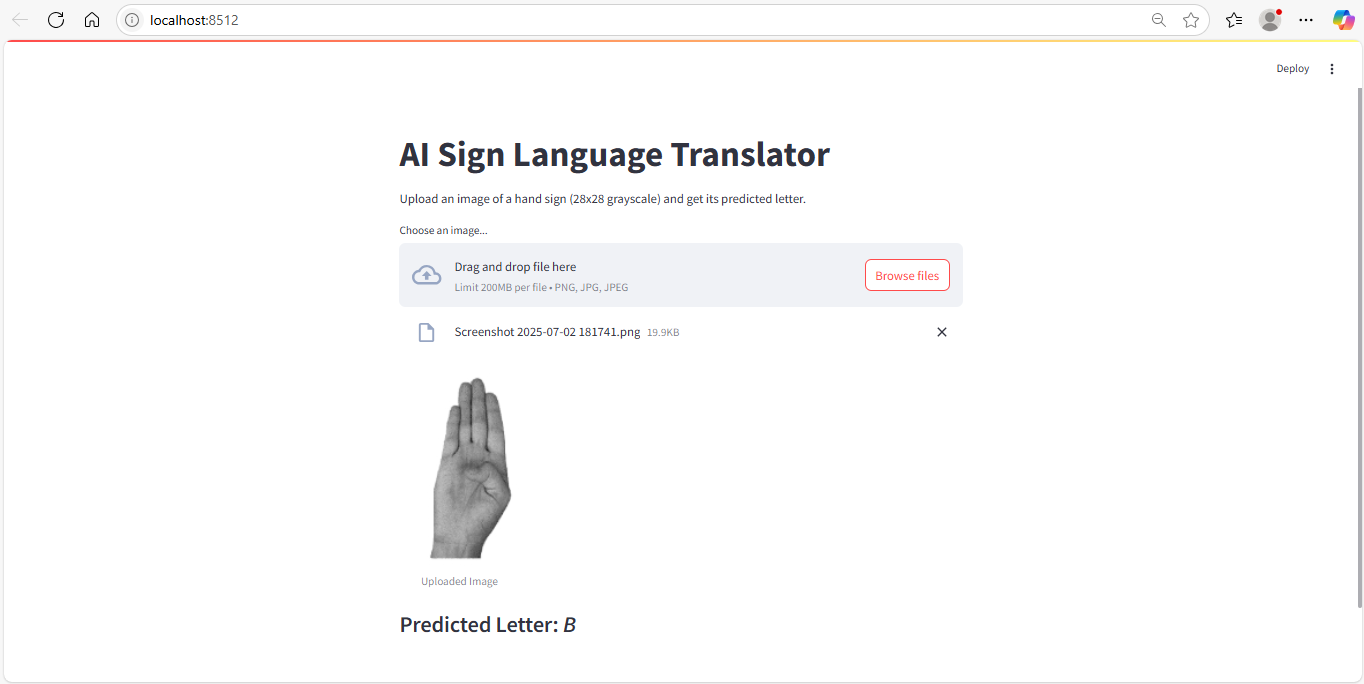 localhost:8512
Deploy
AI Sign Language Translator
Upload an image of a hand sign (28x28 grayscale) and get its predicted letter.
Choose an image...
Drag and drop file here
Limit 200MB per file • PNG, JPG, JPEG
Browse files
Screenshot 2025-07-02 181741.png 19.9KB
Uploaded Image
Predicted Letter: B